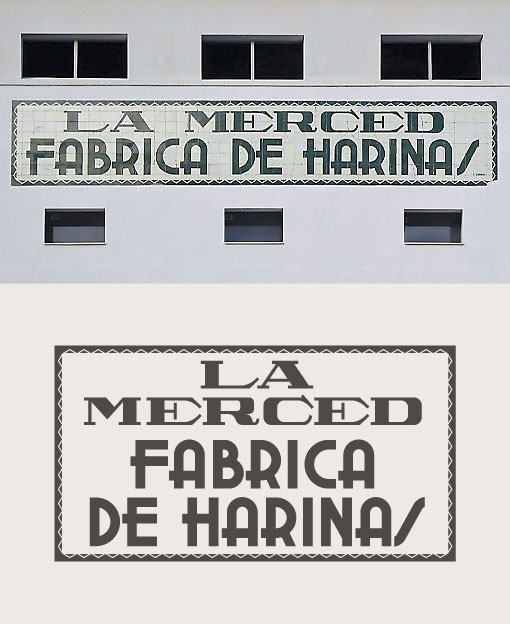 LA MERCED
FABRICA DE HARINAS
LA
MERCED
FABRICA
DE HARINAS